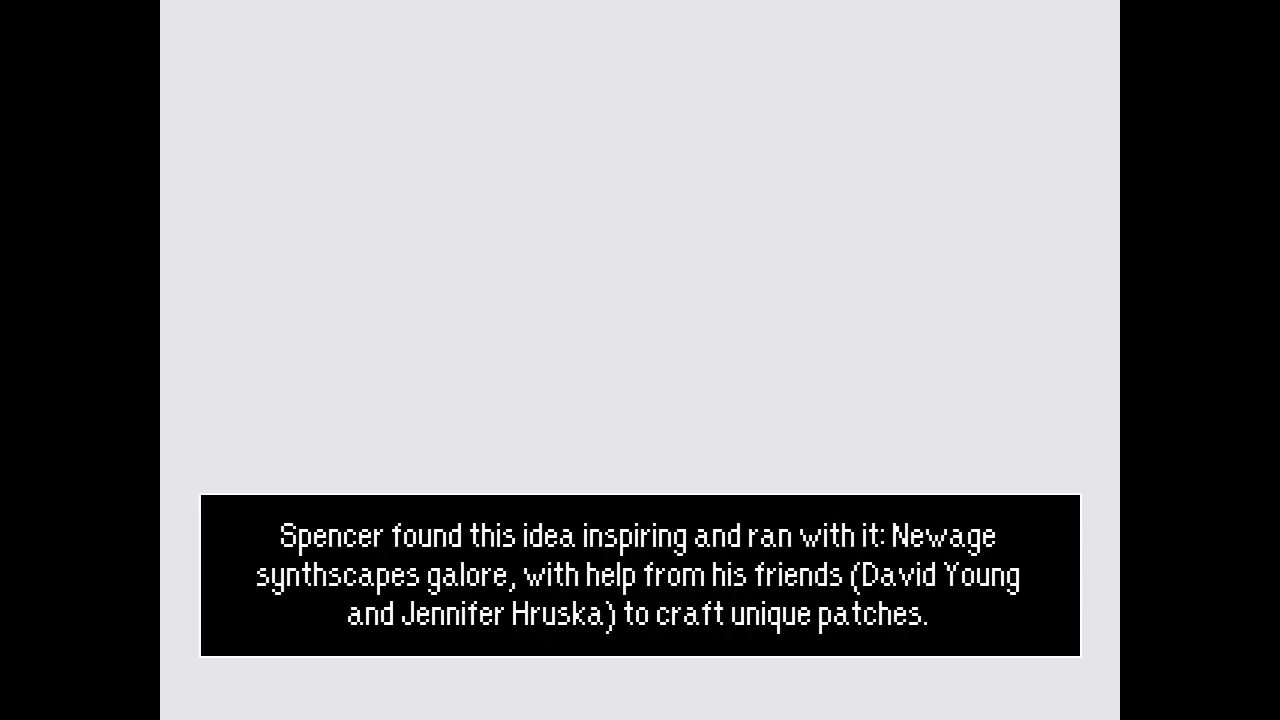 Spencer found this idea inspiring and ran with it: Newage
synthscapes galore, with help from his friends (David Young
and Jennifer Hruska) to craft unique patches.